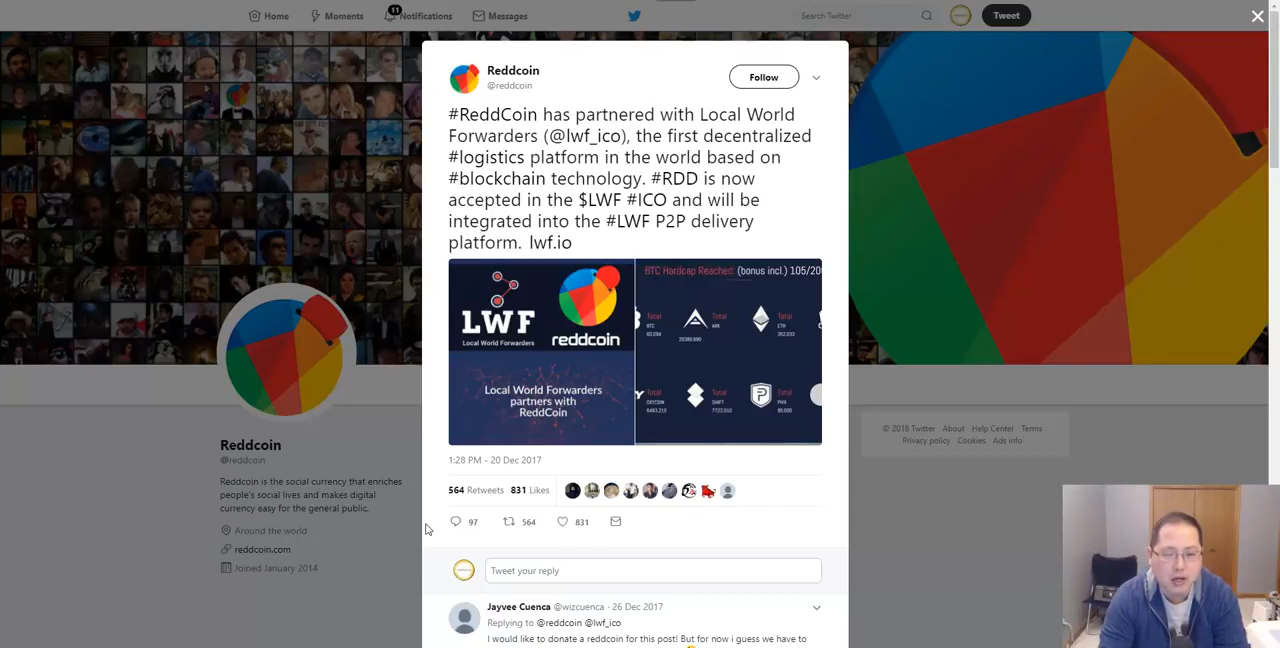 Home
Moments
11
Notifications
Messages
Search Twitter
Tweet
Reddcoin
@reddcoin
Follow
#ReddCoin has partnered with Local World
Forwarders (@lwf_ico), the first decentralized
#logistics platform in the world based on
#blockchain technology. #RDD is now
accepted in the $LWF #ICO and will be
integrated into the #LWF P2P delivery
platform. lwf.io
LWF
Local World Forwarders
reddcoin
Local World Forwarders
partners with
ReddCoin
BTC Hardcap Reached: (bonus incl.) 105/20
Total
BTC
Total
ARK
Total
ETH
Total
Total
SHIFT
Total
1:28 PM - 20 Dec 2017
564 Retweets 831 Likes
97
564
831
Tweet your reply
Jayvee Cuenca @wizcuenca · 26 Dec 2017
Replying to @reddcoin @lwf_ico
I would like to donate a reddcoin for this post! But for now i guess we have to
Reddcoin
@reddcoin
Reddcoin is the social currency that enriches
people's social lives and makes digital
currency easy for the general public.
Around the world
reddcoin.com
Joined January 2014
© 2018 Twitter About Help Center Terms
Privacy policy Cookies Ads info